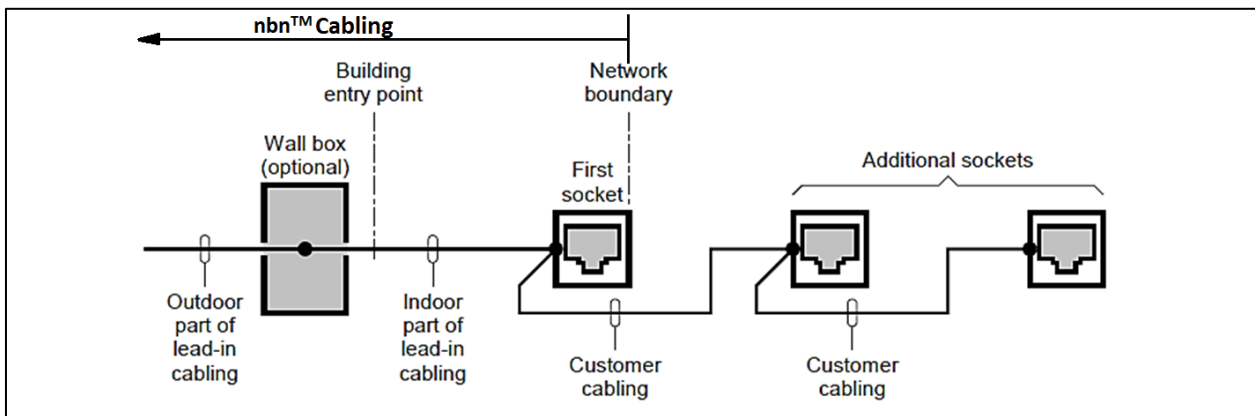 nbn™ Cabling
Building
entry point
Network
boundary
Wall box
(optional)
First
socket
Additional sockets
Outdoor
part of
lead-in
cabling
Indoor
part of
lead-in
cabling
Customer
cabling
Customer
cabling